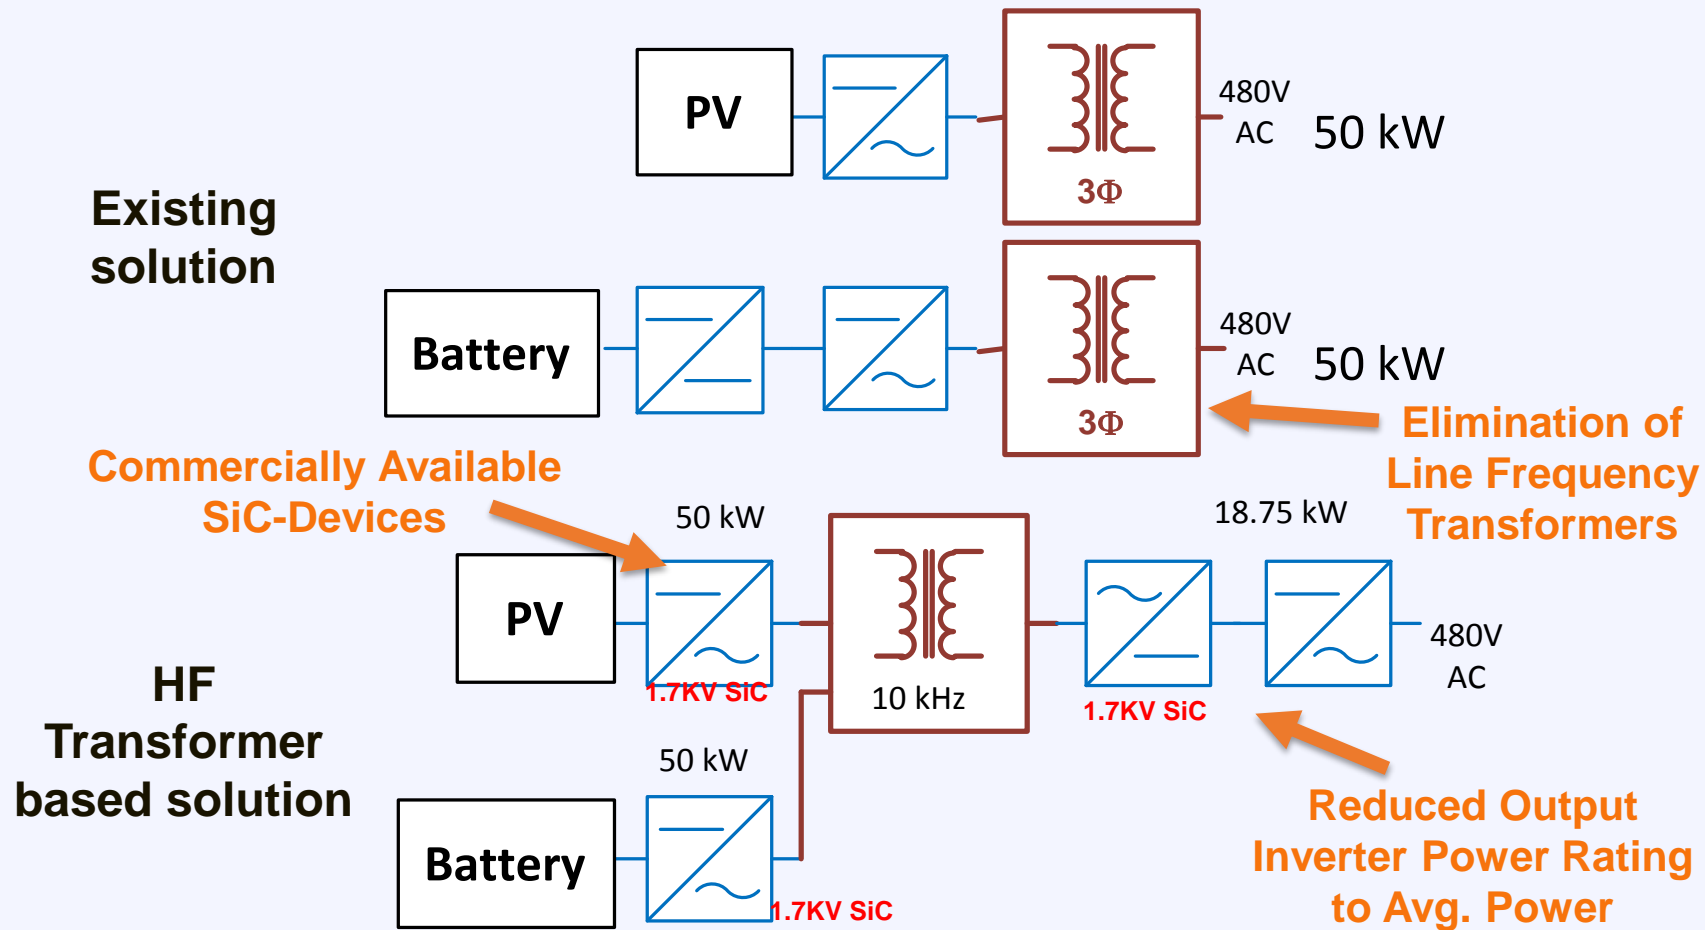 PV
480V
AC
50 kW
3Φ
Existing
solution
Battery
480V
AC
50 kW
3Φ
Elimination of
Line Frequency
Transformers
Commercially Available
SiC-Devices
50 kW
18.75 kW
PV
1.7KV SiC
10 kHz
1.7KV SiC
480V
AC
HF
Transformer
based solution
50 kW
Battery
1.7KV SiC
Reduced Output
Inverter Power Rating
to Avg. Power